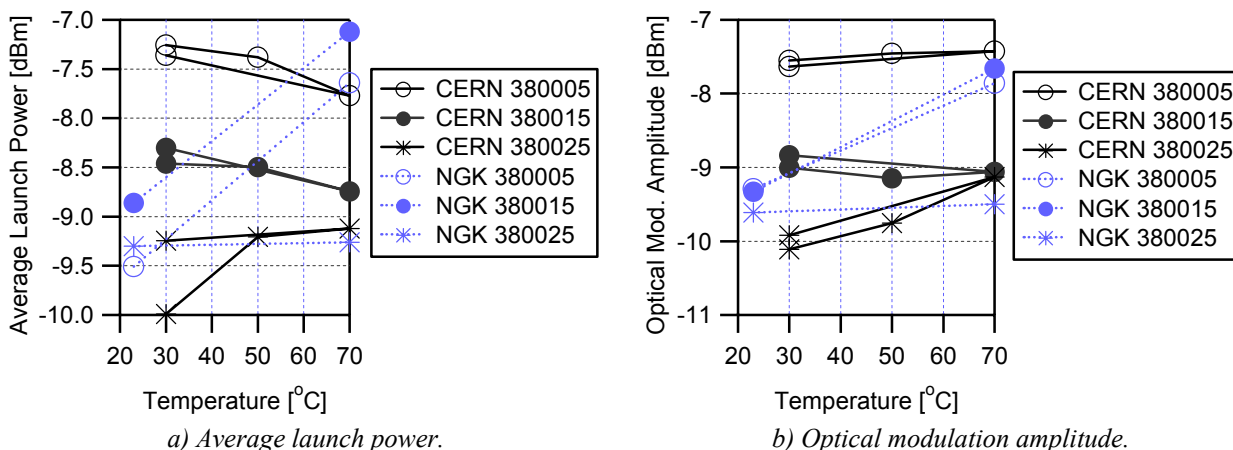 Average Launch Power [dBm]
-7.0
-7.5
-8.0
-8.5
-9.0
-9.5
-10.0
20 30 40 50 60 70
Temperature [°C]
CERN 380005
CERN 380015
CERN 380025
NGK 380005
NGK 380015
NGK 380025
a) Average launch power.
Optical Mod. Amplitude [dBm]
-7
-8
-9
-10
-11
20 30 40 50 60 70
Temperature [°C]
CERN 380005
CERN 380015
CERN 380025
NGK 380005
NGK 380015
NGK 380025
b) Optical modulation amplitude.